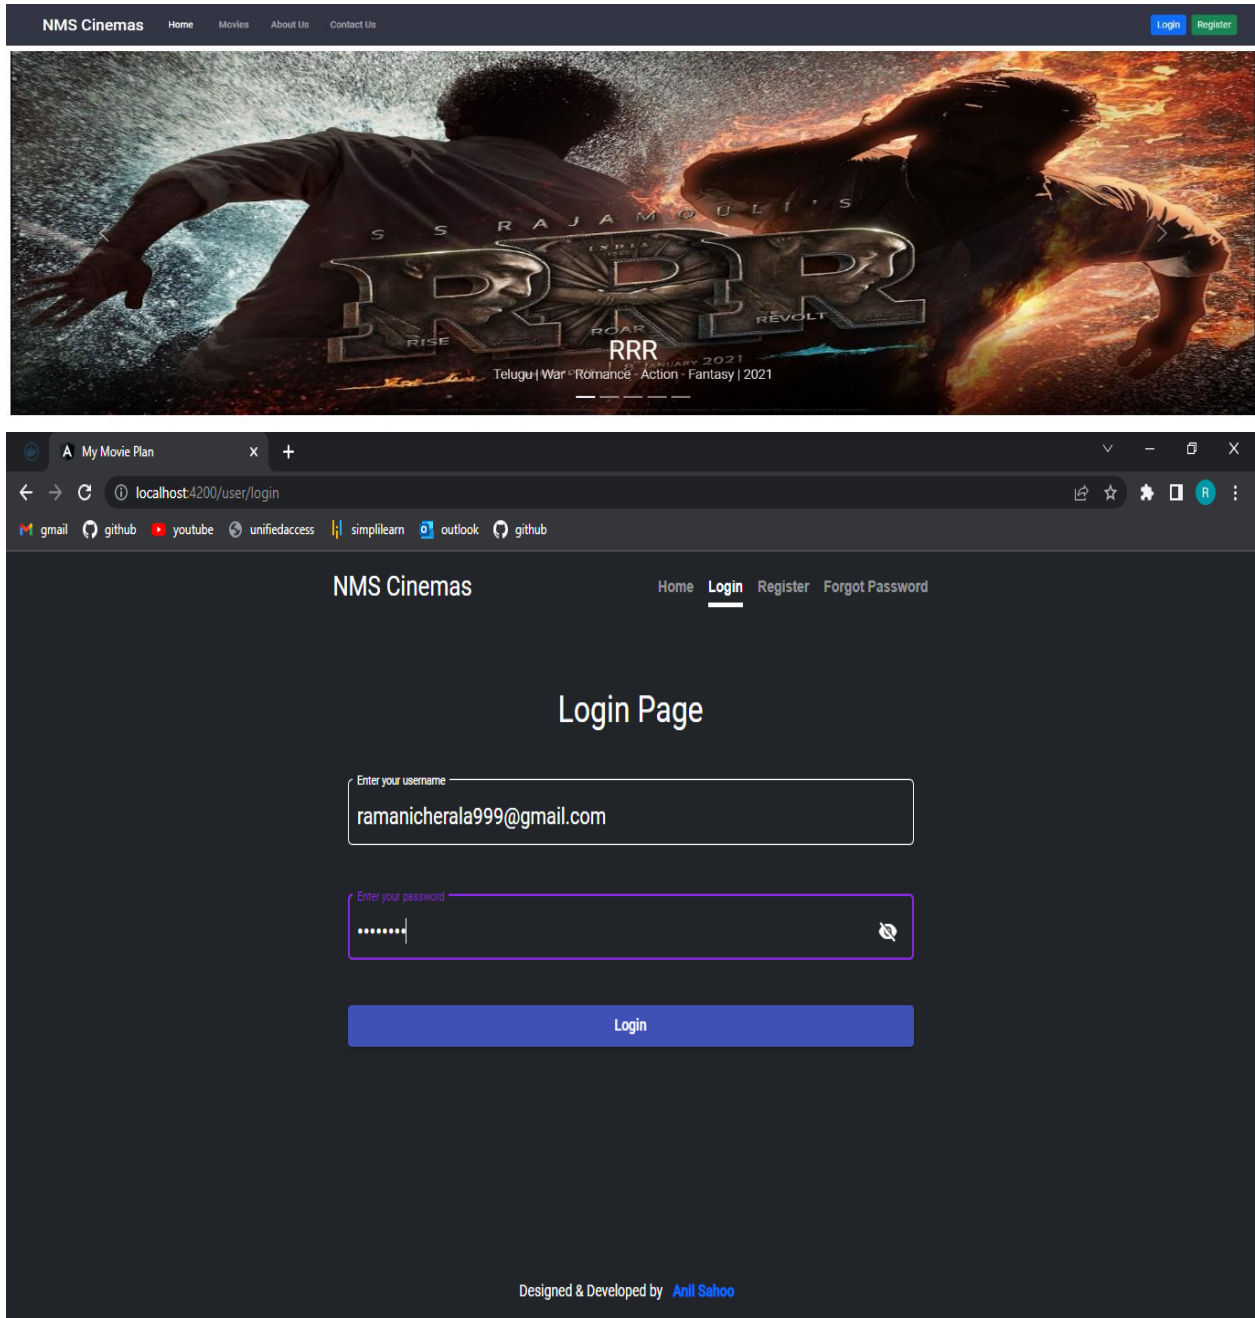 NMS Cinemas Home Movies About Us Contact Us Login Register
S S RAJAMOULI'S
INDIA
RRR
RISE ROAR REVOLT
RRR
JANUARY 2021
Telugu | War - Romance - Action - Fantasy | 2021
My Movie Plan
localhost:4200/user/login
R
gmail github youtube unifiedaccess simplilearn outlook github
NMS Cinemas Home Login Register Forgot Password
Login Page
Enter your username
ramanicherala999@gmail.com
Enter your password
••••••••
Login
Designed & Developed by Anil Sahoo